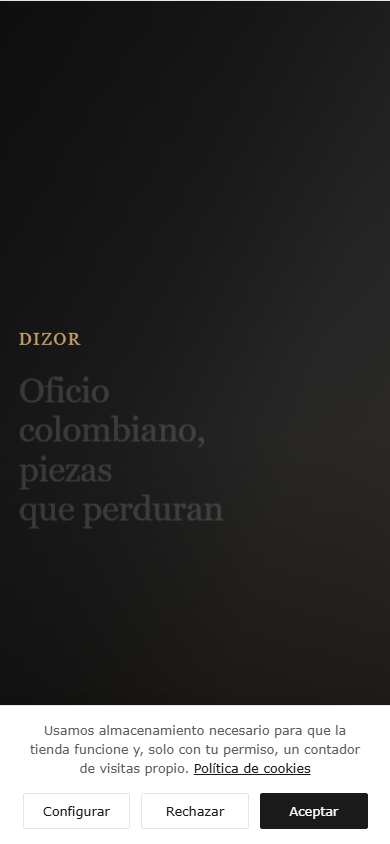 DIZOR
Oficio
colombiano,
piezas
que perduran
Usamos almacenamiento necesario para que la
tienda funcione y, solo con tu permiso, un contador
de visitas propio. Política de cookies
Configurar
Rechazar
Aceptar